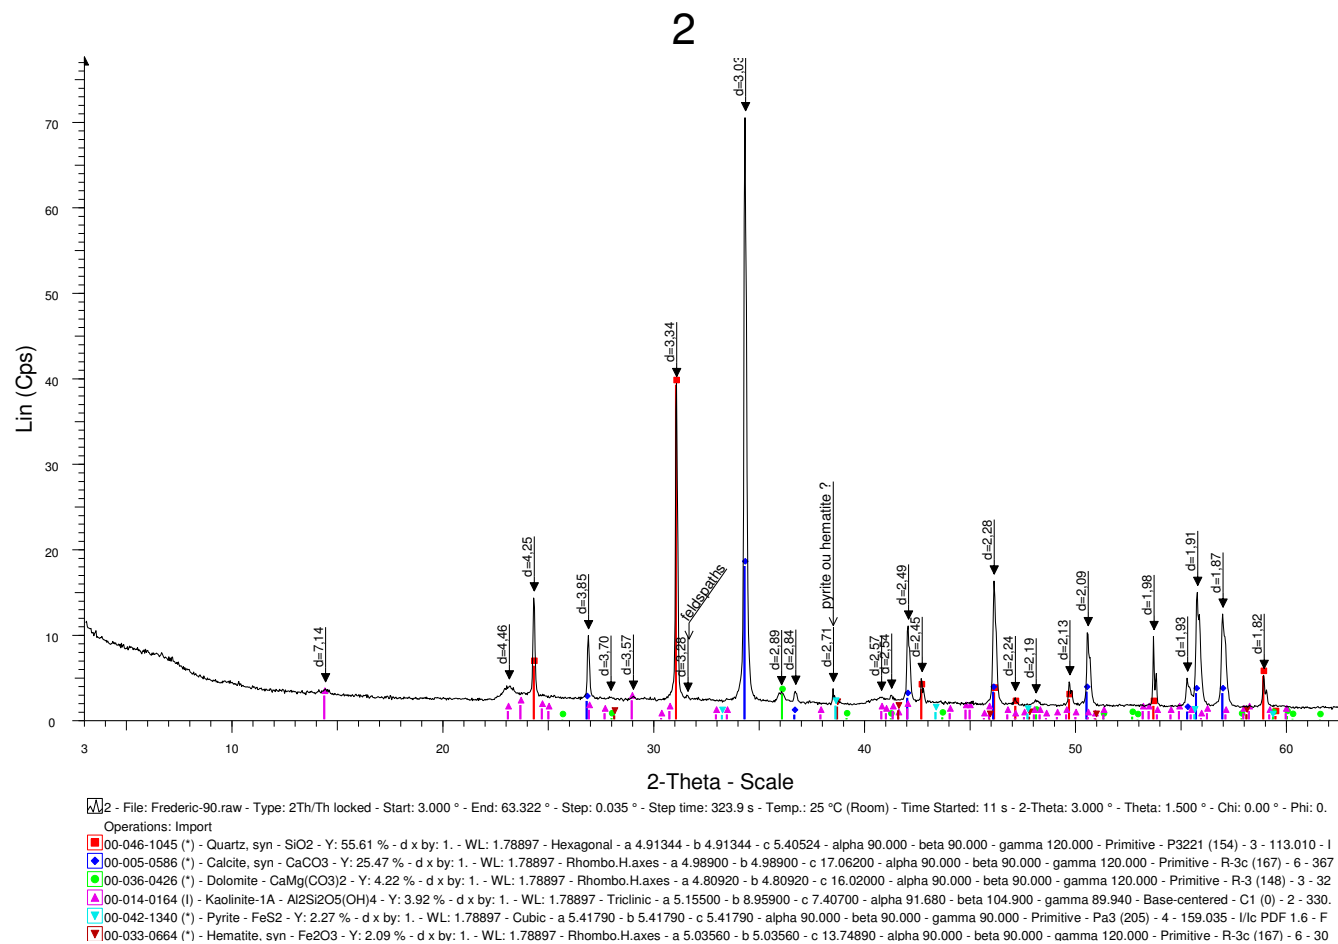 2
Lin (Cps)
70
60
50
40
30
20
10
0
d=7,14
d=4,46
d=4,25
d=3,85
d=3,70
d=3,57
d=3,34
d=3,28
feldspaths
d=3,03
d=2,89
d=2,84
pyrite ou hematite ?
d=2,71
d=2,57
d=2,54
d=2,49
d=2,45
d=2,28
d=2,24
d=2,19
d=2,13
d=2,09
d=1,98
d=1,93
d=1,91
d=1,87
d=1,82
3 10 20 30 40 50 60
2-Theta - Scale
2 - File: Frederic-90.raw - Type: 2Th/Th locked - Start: 3.000 ° - End: 63.322 ° - Step: 0.035 ° - Step time: 323.9 s - Temp.: 25 °C (Room) - Time Started: 11 s - 2-Theta: 3.000 ° - Theta: 1.500 ° - Chi: 0.00 ° - Phi: 0.
Operations: Import
00-046-1045 (*) - Quartz, syn - SiO2 - Y: 55.61 % - d x by: 1. - WL: 1.78897 - Hexagonal - a 4.91344 - b 4.91344 - c 5.40524 - alpha 90.000 - beta 90.000 - gamma 120.000 - Primitive - P3221 (154) - 3 - 113.010 - I
00-005-0586 (*) - Calcite, syn - CaCO3 - Y: 25.47 % - d x by: 1. - WL: 1.78897 - Rhombo.H.axes - a 4.98900 - b 4.98900 - c 17.06200 - alpha 90.000 - beta 90.000 - gamma 120.000 - Primitive - R-3c (167) - 6 - 367
00-036-0426 (*) - Dolomite - CaMg(CO3)2 - Y: 4.22 % - d x by: 1. - WL: 1.78897 - Rhombo.H.axes - a 4.80920 - b 4.80920 - c 16.02000 - alpha 90.000 - beta 90.000 - gamma 120.000 - Primitive - R-3 (148) - 3 - 32
00-014-0164 (I) - Kaolinite-1A - Al2Si2O5(OH)4 - Y: 3.92 % - d x by: 1. - WL: 1.78897 - Triclinic - a 5.15500 - b 8.95900 - c 7.40700 - alpha 91.680 - beta 104.900 - gamma 89.940 - Base-centered - C1 (0) - 2 - 330.
00-042-1340 (*) - Pyrite - FeS2 - Y: 2.27 % - d x by: 1. - WL: 1.78897 - Cubic - a 5.41790 - b 5.41790 - c 5.41790 - alpha 90.000 - beta 90.000 - gamma 90.000 - Primitive - Pa3 (205) - 4 - 159.035 - I/Ic PDF 1.6 - F
00-033-0664 (*) - Hematite, syn - Fe2O3 - Y: 2.09 % - d x by: 1. - WL: 1.78897 - Rhombo.H.axes - a 5.03560 - b 5.03560 - c 13.74890 - alpha 90.000 - beta 90.000 - gamma 120.000 - Primitive - R-3c (167) - 6 - 30